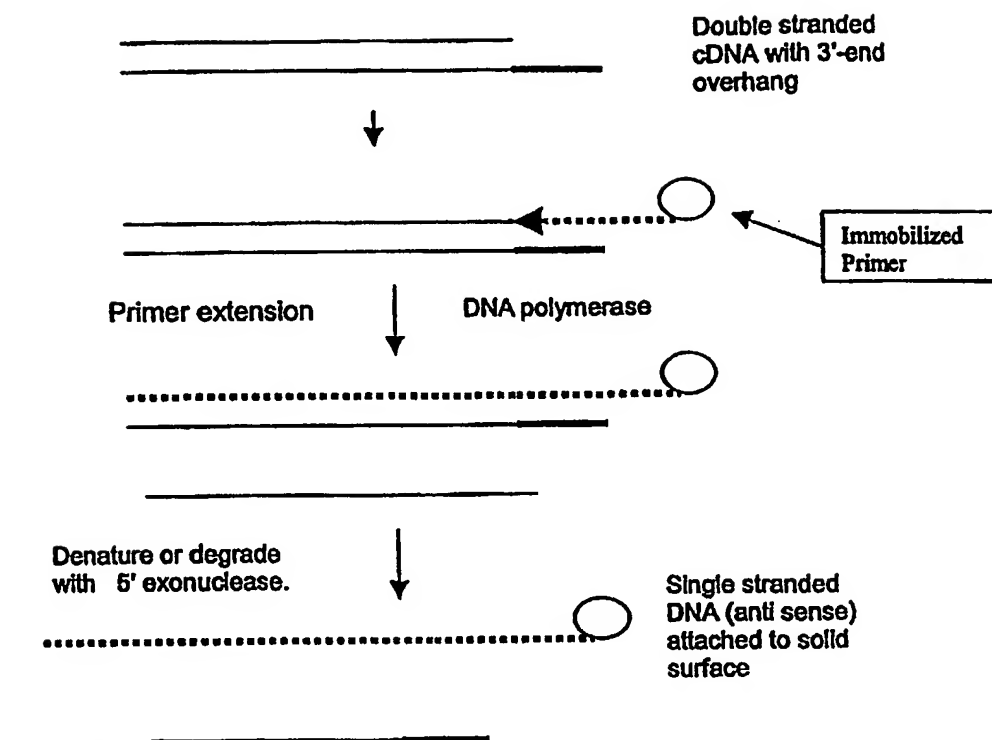 Double stranded
cDNA with 3'-end
overhang
Immobilized
Primer
Primer extension
DNA polymerase
Denature or degrade
with 5' exonuclease.
Single stranded
DNA (anti sense)
attached to solid
surface